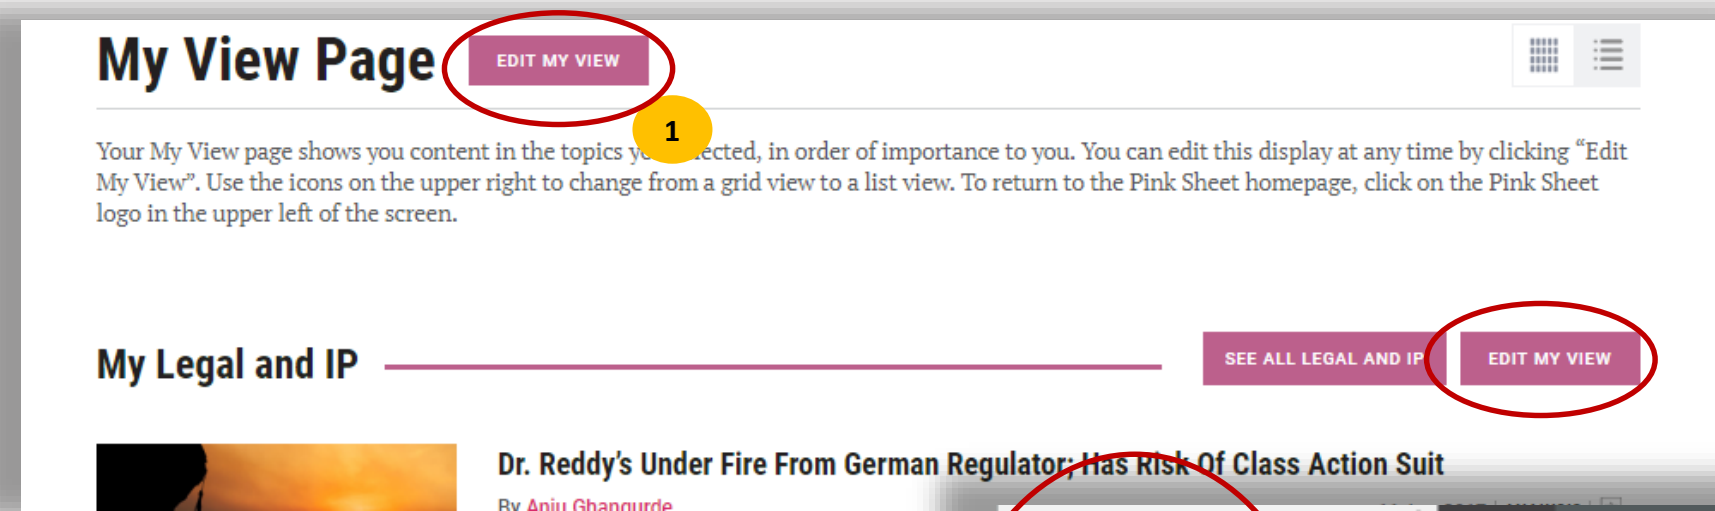 My View Page
EDIT MY VIEW
1
Your My View page shows you content in the topics ected, in order of importance to you. You can edit this display at any time by clicking “Edit
My View”. Use the icons on the upper right to change from a grid view to a list view. To return to the Pink Sheet homepage, click on the Pink Sheet
logo in the upper left of the screen.
My Legal and IP
SEE ALL LEGAL AND IP
EDIT MY VIEW
Dr. Reddy’s Under Fire From German Regulator; Has Risk Of Class Action Suit
By Anju Ghangurde